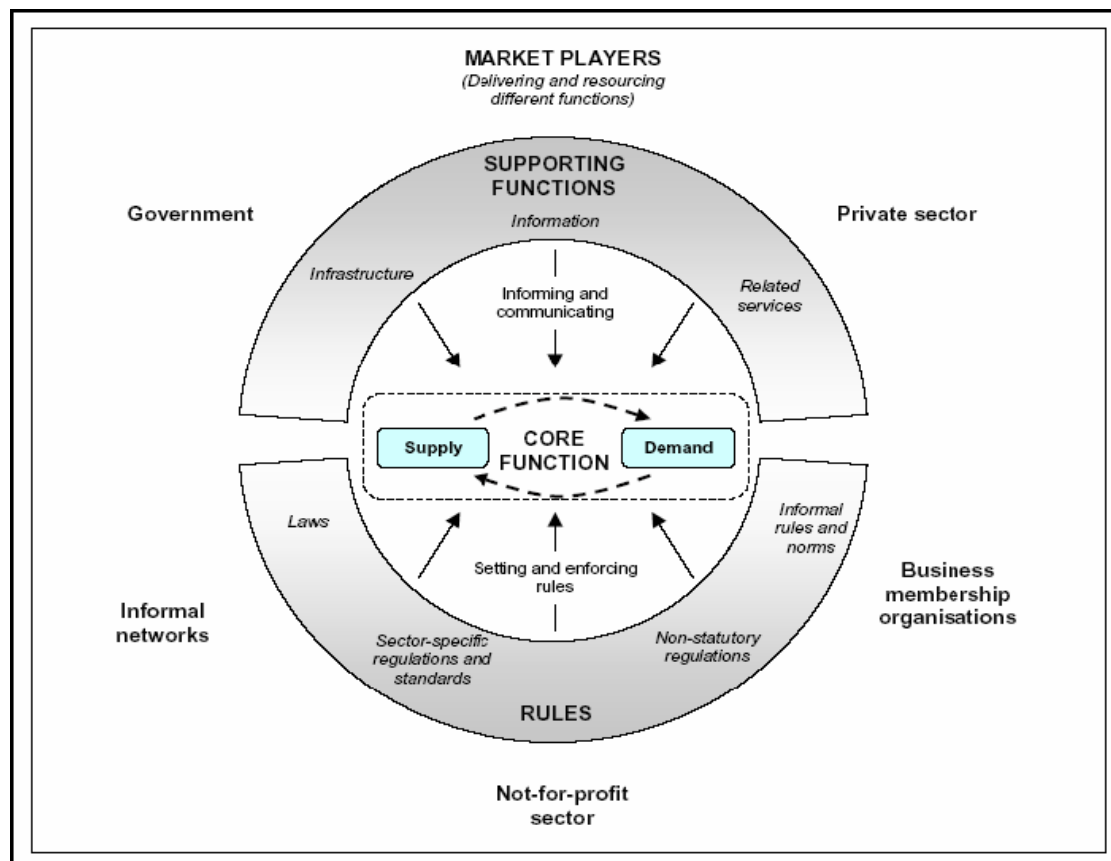 MARKET PLAYERS
(Delivering and resourcing
different functions)
SUPPORTING
FUNCTIONS
Government
Private sector
Information
Infrastructure
Related
services
Informing and
communicating
Supply
CORE
FUNCTION
Demand
Laws
Informal
rules and
norms
Setting and enforcing
rules
Business
membership
organisations
Informal
networks
Sector-specific
regulations and
standards
Non-statutory
regulations
RULES
Not-for-profit
sector